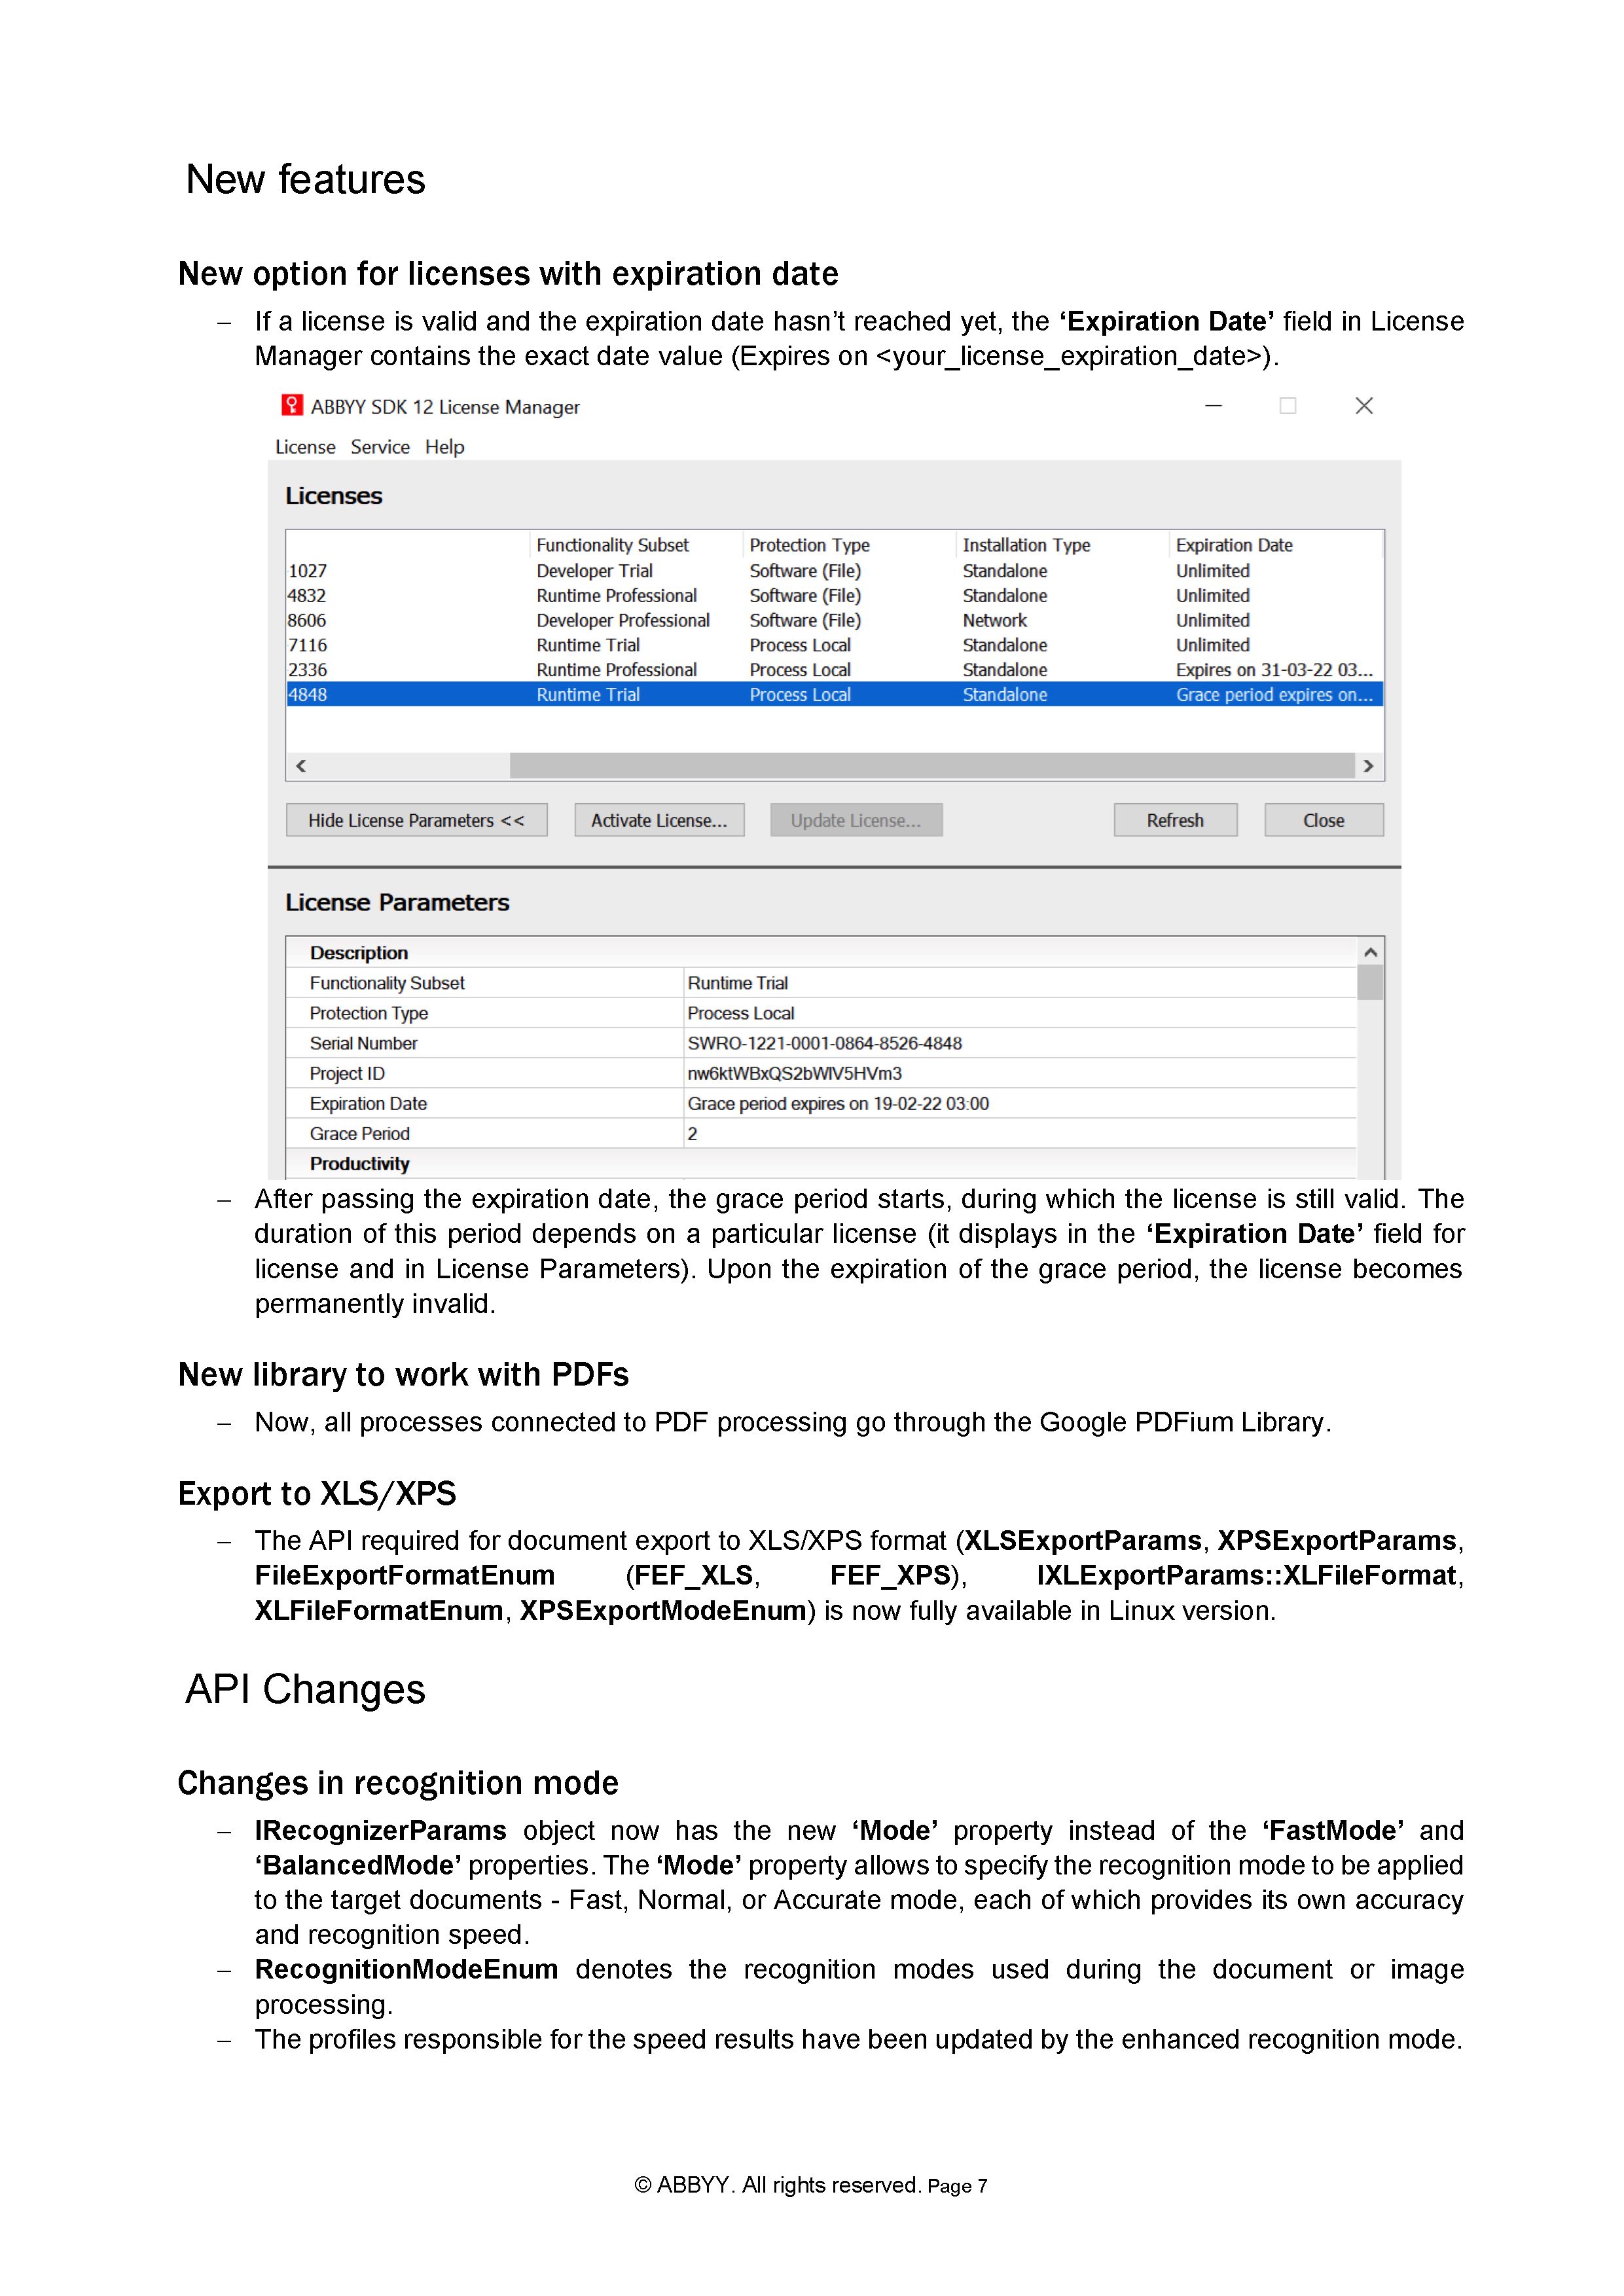 New features
New option for licenses with expiration date
– If a license is valid and the expiration date hasn’t reached yet, the ‘Expiration Date’ field in License
Manager contains the exact date value (Expires on <your_license_expiration_date>).
ABBYY SDK 12 License Manager
License Service Help
Licenses
Functionality Subset Protection Type Installation Type Expiration Date
1027 Developer Trial Software (File) Standalone Unlimited
4832 Runtime Professional Software (File) Standalone Unlimited
8606 Developer Professional Software (File) Network Unlimited
7116 Runtime Trial Process Local Standalone Unlimited
2336 Runtime Professional Process Local Standalone Expires on 31-03-22 03...
4848 Runtime Trial Process Local Standalone Grace period expires on...
Hide License Parameters << Activate License... Update License... Refresh Close
License Parameters
Description
Functionality Subset Runtime Trial
Protection Type Process Local
Serial Number SWRO-1221-0001-0864-8526-4848
Project ID nw6ktWBxQS2bWlV5HVm3
Expiration Date Grace period expires on 19-02-22 03:00
Grace Period 2
Productivity
– After passing the expiration date, the grace period starts, during which the license is still valid. The
duration of this period depends on a particular license (it displays in the ‘Expiration Date’ field for
license and in License Parameters). Upon the expiration of the grace period, the license becomes
permanently invalid.
New library to work with PDFs
– Now, all processes connected to PDF processing go through the Google PDFium Library.
Export to XLS/XPS
– The API required for document export to XLS/XPS format (XLSExportParams, XPSExportParams,
FileExportFormatEnum (FEF_XLS, FEF_XPS), IXLExportParams::XLFileFormat,
XLFileFormatEnum, XPSExportModeEnum) is now fully available in Linux version.
API Changes
Changes in recognition mode
– IRecognizerParams object now has the new ‘Mode’ property instead of the ‘FastMode’ and
‘BalancedMode’ properties. The ‘Mode’ property allows to specify the recognition mode to be applied
to the target documents - Fast, Normal, or Accurate mode, each of which provides its own accuracy
and recognition speed.
– RecognitionModeEnum denotes the recognition modes used during the document or image
processing.
– The profiles responsible for the speed results have been updated by the enhanced recognition mode.
© ABBYY. All rights reserved. Page 7